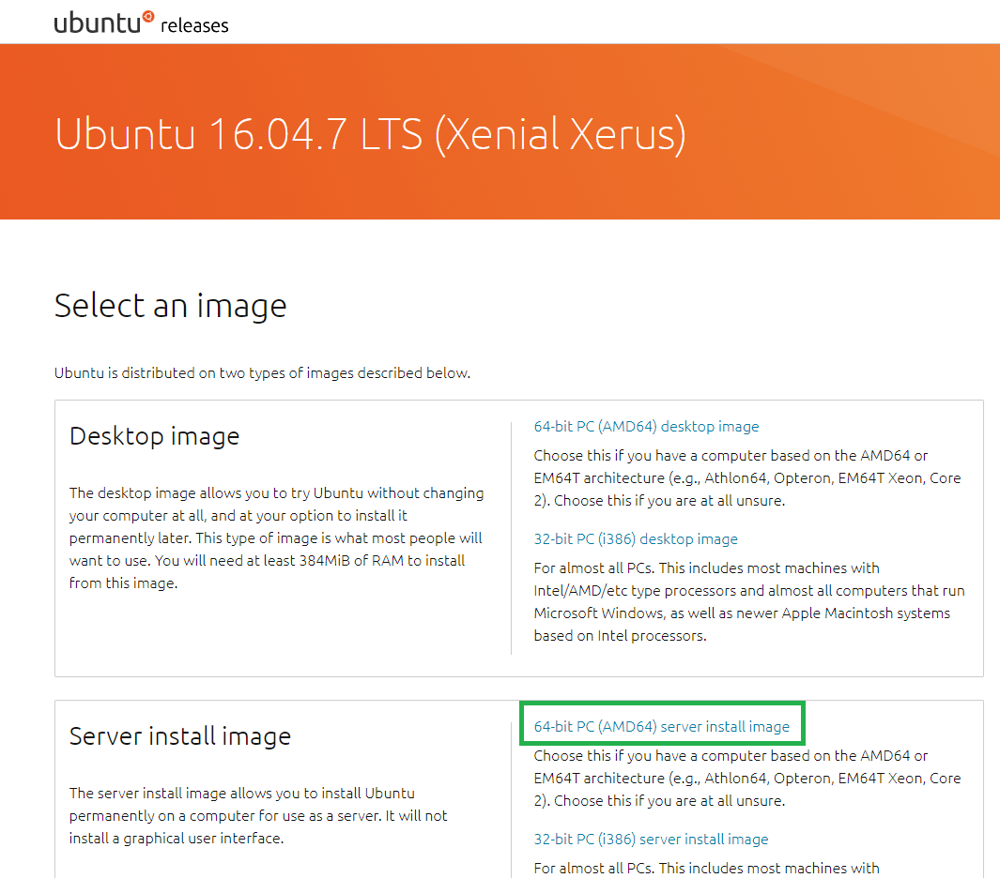 ubuntu releases
Ubuntu 16.04.7 LTS (Xenial Xerus)
Select an image
Ubuntu is distributed on two types of images described below.
Desktop image
The desktop image allows you to try Ubuntu without changing
your computer at all, and at your option to install it
permanently later. This type of image is what most people will
want to use. You will need at least 384MiB of RAM to install
from this image.
64-bit PC (AMD64) desktop image
Choose this if you have a computer based on the AMD64 or
EM64T architecture (e.g., Athlon64, Opteron, EM64T Xeon, Core
2). Choose this if you are at all unsure.
32-bit PC (i386) desktop image
For almost all PCs. This includes most machines with
Intel/AMD/etc type processors and almost all computers that run
Microsoft Windows, as well as newer Apple Macintosh systems
based on Intel processors.
Server install image
The server install image allows you to install Ubuntu
permanently on a computer for use as a server. It will not
install a graphical user interface.
64-bit PC (AMD64) server install image
Choose this if you have a computer based on the AMD64 or
EM64T architecture (e.g., Athlon64, Opteron, EM64T Xeon, Core
2). Choose this if you are at all unsure.
32-bit PC (i386) server install image
For almost all PCs. This includes most machines with